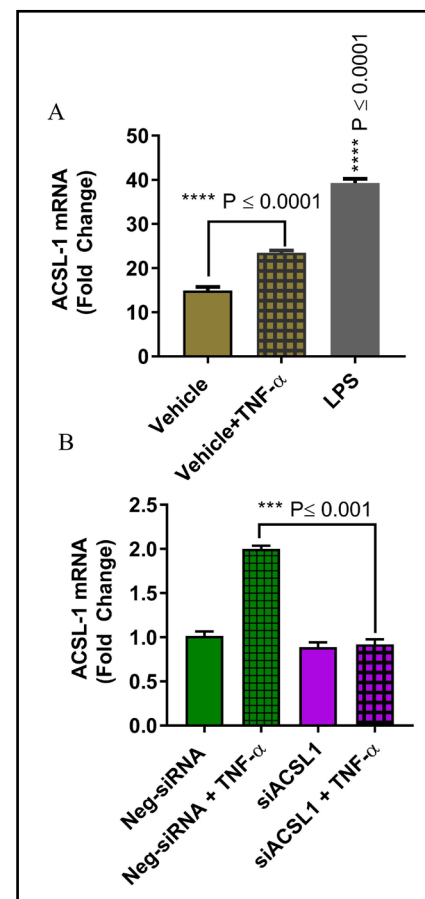 A
**** P ≤ 0.0001
**** P ≤ 0.0001
ACSL-1 mRNA
(Fold Change)
50
40
30
20
10
0
Vehicle
Vehicle+TNF-α
LPS
B
*** P≤ 0.001
ACSL-1 mRNA
(Fold Change)
2.5
2.0
1.0
0.5
0.0
Neg-siRNA
Neg-siRNA + TNF-α
siACSL1
siACSL1 + TNF-α